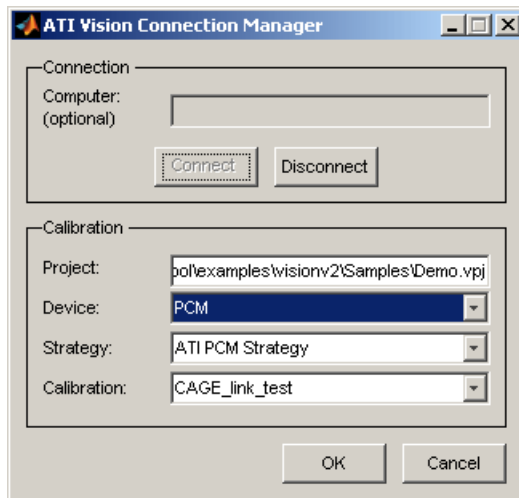 ATI Vision Connection Manager
Connection
Computer:
(optional)
Connect
Disconnect
Calibration
Project:
ool\examples\visionv2\Samples\Demo.vpj
Device:
PCM
Strategy:
ATI PCM Strategy
Calibration:
CAGE_link_test
OK
Cancel